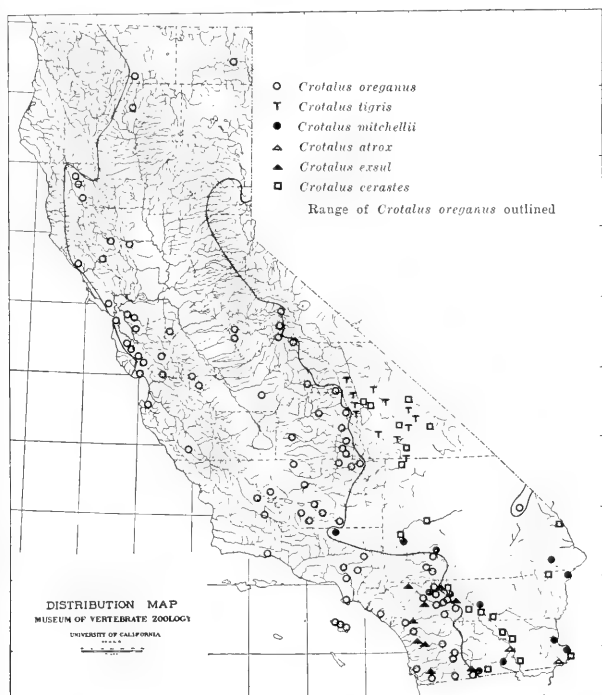 Crotalus oreganus
Crotalus tigris
Crotalus mitchellii
Crotalus atrox
Crotalus exsul
Crotalus cerastes
Range of Crotalus oreganus outlined
DISTRIBUTION MAP
MUSEUM OF VERTEBRATE ZOOLOGY
UNIVERSITY OF CALIFORNIA